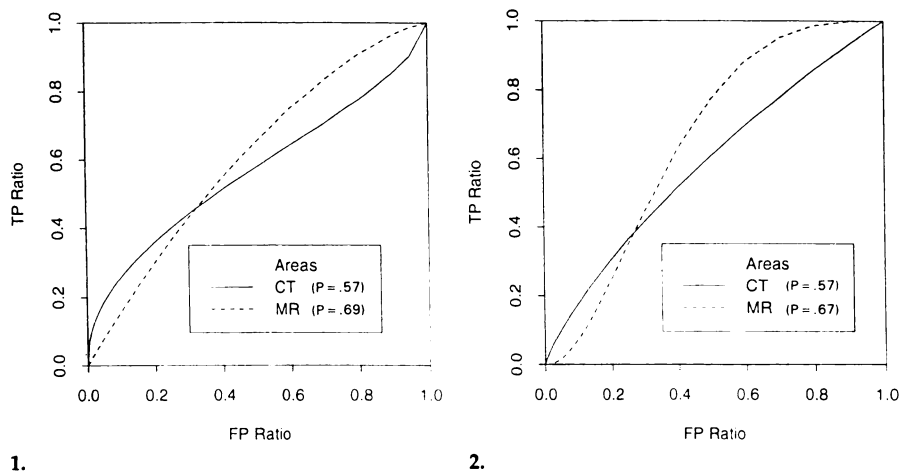 TP Ratio
1.0
0.8
0.6
0.4
0.2
0.0
Areas
CT (P = .57)
MR (P = .69)
0.0 0.2 0.4 0.6 0.8 1.0
FP Ratio
1.
TP Ratio
1.0
0.8
0.6
0.4
0.2
0.0
Areas
CT (P = .57)
MR (P = .67)
0.0 0.2 0.4 0.6 0.8 1.0
FP Ratio
2.